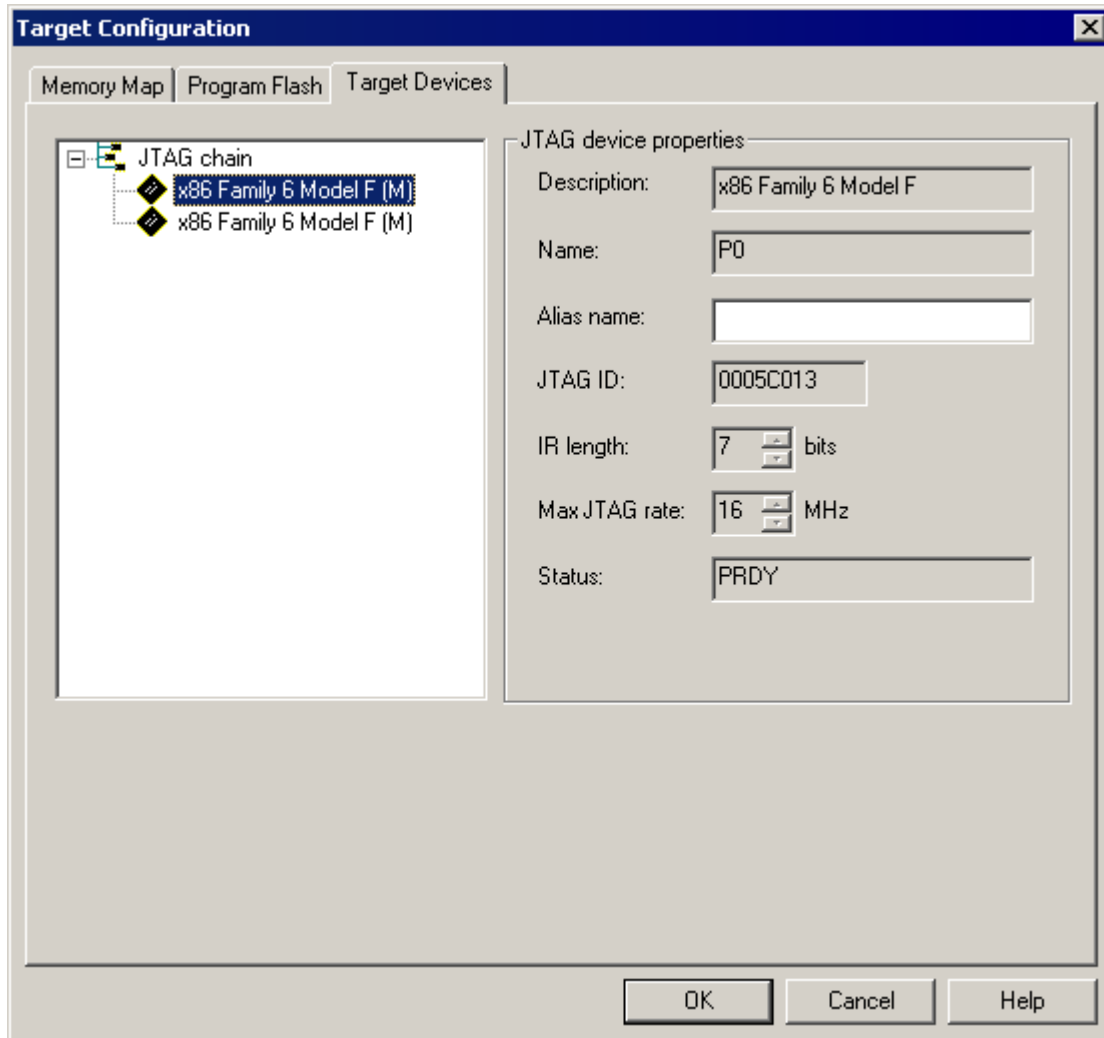 Target Configuration
Memory Map Program Flash Target Devices
JTAG chain
x86 Family 6 Model F (M)
x86 Family 6 Model F (M)
JTAG device properties
Description: x86 Family 6 Model F
Name: P0
Alias name:
JTAG ID: 0005C013
IR length: 7 bits
Max JTAG rate: 16 MHz
Status: PRDY
OK Cancel Help